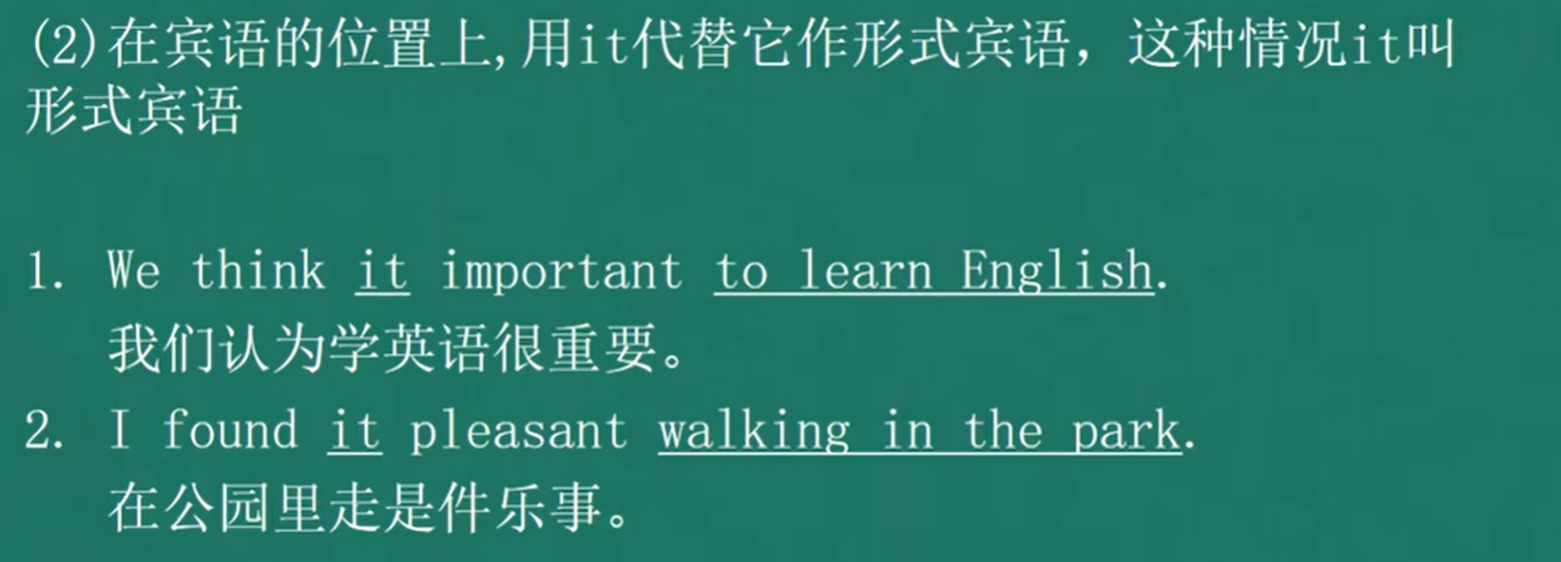 (2)在宾语的位置上,用it代替它作形式宾语，这种情况it叫
形式宾语
1. We think it important to learn English.
我们认为学英语很重要。
2. I found it pleasant walking in the park.
在公园里走是件乐事。